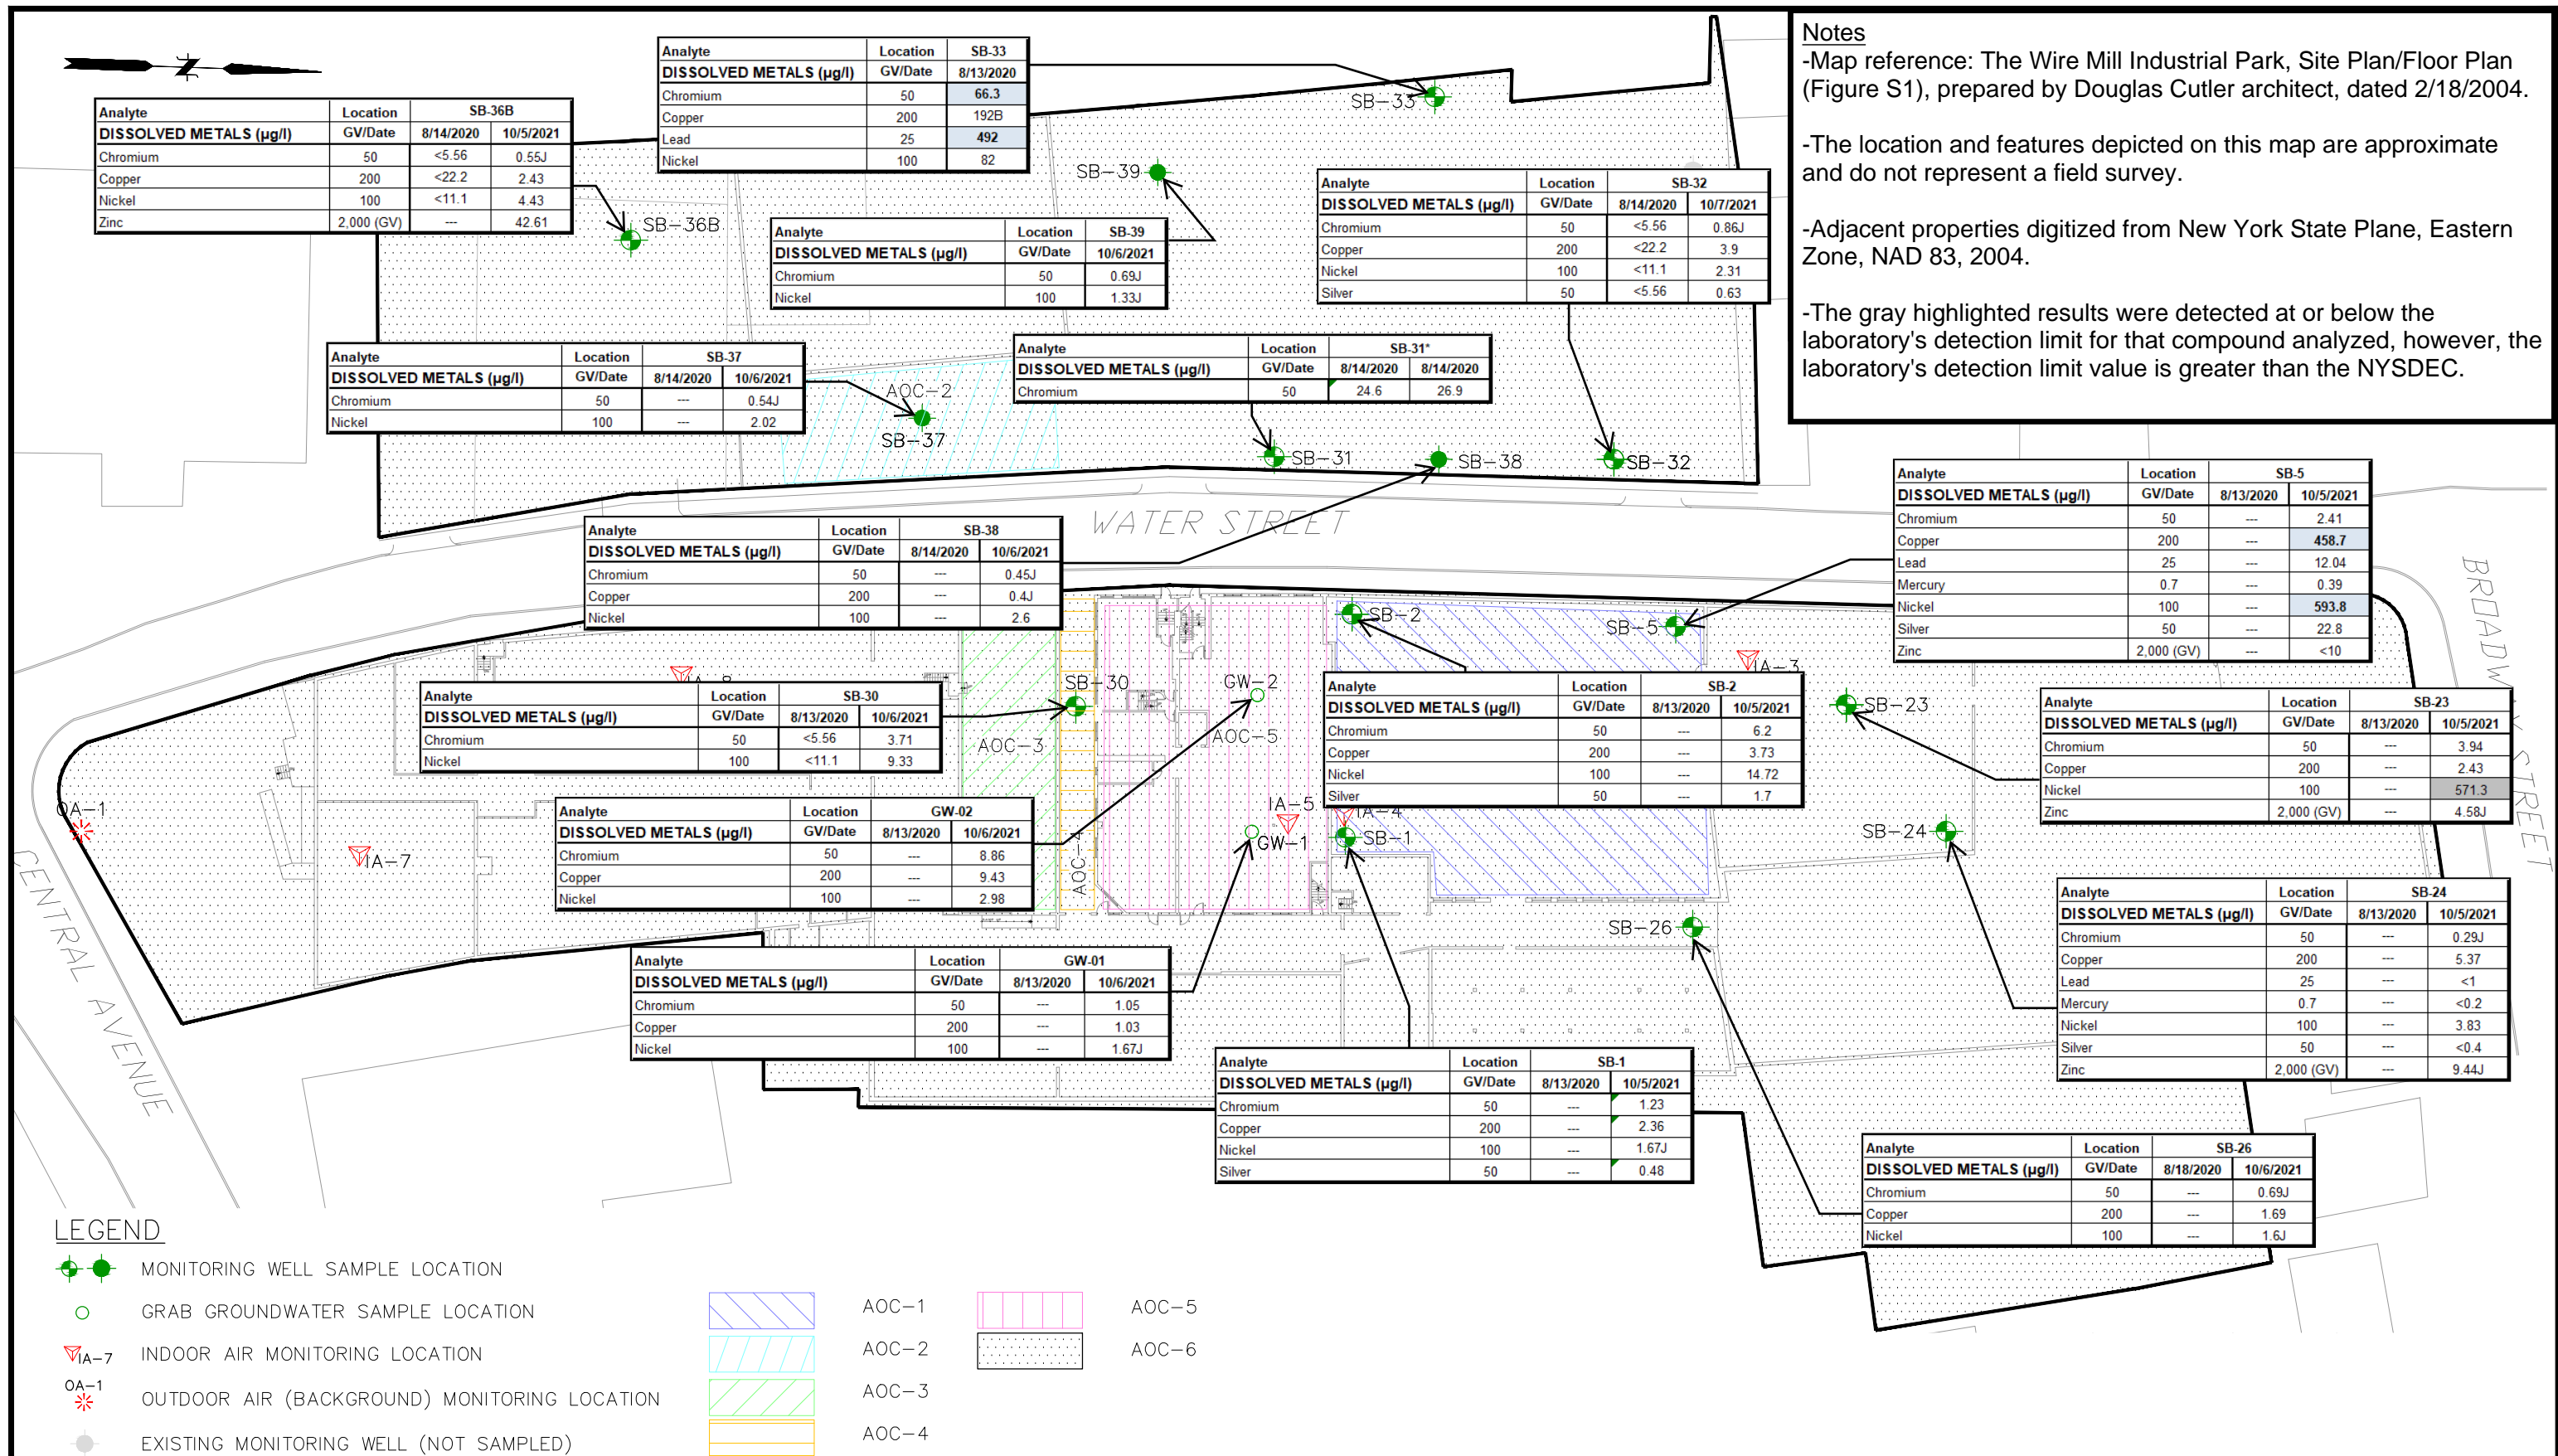 Notes
-Map reference: The Wire Mill Industrial Park, Site Plan/Floor Plan
(Figure S1), prepared by Douglas Cutler architect, dated 2/18/2004.
-The location and features depicted on this map are approximate
and do not represent a field survey.
-Adjacent properties digitized from New York State Plane, Eastern
Zone, NAD 83, 2004.
-The gray highlighted results were detected at or below the
laboratory's detection limit for that compound analyzed, however, the
laboratory's detection limit value is greater than the NYSDEC.
Analyte Location SB-33
DISSOLVED METALS (µg/l) GV/Date 8/13/2020
Chromium 50 66.3
Copper 200 192B
Lead 25 492
Nickel 100 82
SB-33
Analyte Location SB-36B
DISSOLVED METALS (µg/l) GV/Date 8/14/2020 10/5/2021
Chromium 50 <5.56 0.55J
Copper 200 <22.2 2.43
Nickel 100 <11.1 4.43
Zinc 2,000 (GV) --- 42.61
SB-36B
SB-39
Analyte Location SB-39
DISSOLVED METALS (µg/l) GV/Date 10/6/2021
Chromium 50 0.69J
Nickel 100 1.33J
Analyte Location SB-32
DISSOLVED METALS (µg/l) GV/Date 8/14/2020 10/7/2021
Chromium 50 <5.56 0.86J
Copper 200 <22.2 3.9
Nickel 100 <11.1 2.31
Silver 50 <5.56 0.63
Analyte Location SB-37
DISSOLVED METALS (µg/l) GV/Date 8/14/2020 10/6/2021
Chromium 50 --- 0.54J
Nickel 100 --- 2.02
AOC-2
SB-37
Analyte Location SB-31*
DISSOLVED METALS (µg/l) GV/Date 8/14/2020 8/14/2020
Chromium 50 24.6 26.9
SB-31
SB-38
SB-32
WATER STREET
Analyte Location SB-38
DISSOLVED METALS (µg/l) GV/Date 8/14/2020 10/6/2021
Chromium 50 --- 0.45J
Copper 200 --- 0.4J
Nickel 100 --- 2.6
Analyte Location SB-5
DISSOLVED METALS (µg/l) GV/Date 8/13/2020 10/5/2021
Chromium 50 --- 2.41
Copper 200 --- 458.7
Lead 25 --- 12.04
Mercury 0.7 --- 0.39
Nickel 100 --- 593.8
Silver 50 --- 22.8
Zinc 2,000 (GV) --- <10
SB-2
SB-5
IA-3
SB-30
GW-2
AOC-3
AOC-5
Analyte Location SB-30
DISSOLVED METALS (µg/l) GV/Date 8/13/2020 10/6/2021
Chromium 50 <5.56 3.71
Nickel 100 <11.1 9.33
Analyte Location SB-2
DISSOLVED METALS (µg/l) GV/Date 8/13/2020 10/5/2021
Chromium 50 --- 6.2
Copper 200 --- 3.73
Nickel 100 --- 14.72
Silver 50 --- 1.7
SB-23
Analyte Location SB-23
DISSOLVED METALS (µg/l) GV/Date 8/13/2020 10/5/2021
Chromium 50 --- 3.94
Copper 200 --- 2.43
Nickel 100 --- 571.3
Zinc 2,000 (GV) --- 4.58J
OA-1
IA-7
Analyte Location GW-02
DISSOLVED METALS (µg/l) GV/Date 8/13/2020 10/6/2021
Chromium 50 --- 8.86
Copper 200 --- 9.43
Nickel 100 --- 2.98
AOC-4
IA-5
GW-1
IA-4
SB-1
SB-24
SB-26
Analyte Location SB-24
DISSOLVED METALS (µg/l) GV/Date 8/13/2020 10/5/2021
Chromium 50 --- 0.29J
Copper 200 --- 5.37
Lead 25 --- <1
Mercury 0.7 --- <0.2
Nickel 100 --- 3.83
Silver 50 --- <0.4
Zinc 2,000 (GV) --- 9.44J
CENTRAL AVENUE
Analyte Location GW-01
DISSOLVED METALS (µg/l) GV/Date 8/13/2020 10/6/2021
Chromium 50 --- 1.05
Copper 200 --- 1.03
Nickel 100 --- 1.67J
Analyte Location SB-1
DISSOLVED METALS (µg/l) GV/Date 8/13/2020 10/5/2021
Chromium 50 --- 1.23
Copper 200 --- 2.36
Nickel 100 --- 1.67J
Silver 50 --- 0.48
Analyte Location SB-26
DISSOLVED METALS (µg/l) GV/Date 8/18/2020 10/6/2021
Chromium 50 --- 0.69J
Copper 200 --- 1.69
Nickel 100 --- 1.6J
LEGEND
MONITORING WELL SAMPLE LOCATION
GRAB GROUNDWATER SAMPLE LOCATION
IA-7 INDOOR AIR MONITORING LOCATION
OA-1
OUTDOOR AIR (BACKGROUND) MONITORING LOCATION
EXISTING MONITORING WELL (NOT SAMPLED)
AOC-1
AOC-2
AOC-3
AOC-4
AOC-5
AOC-6
STREET